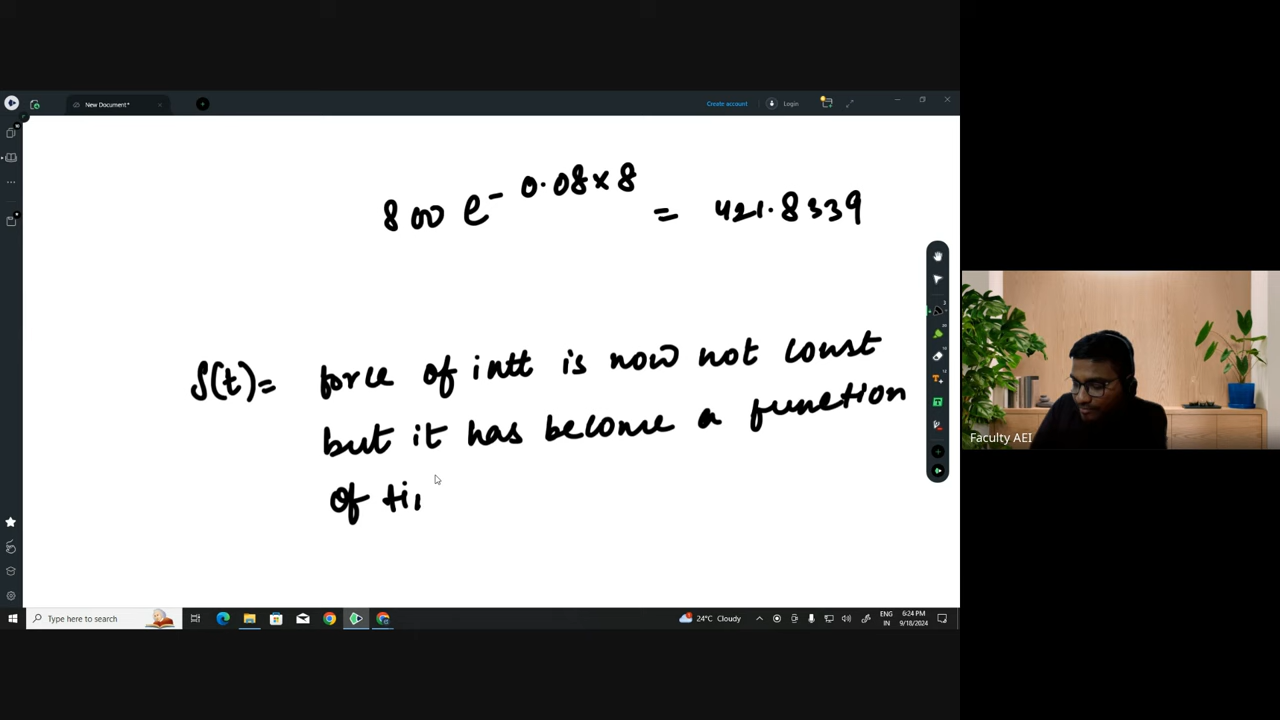 New Document*
Create account
Login
800 e^- 0.08×8 = 421.8339
δ(t)= force of intt is now not const
but it has become a function
of ti
Faculty AEI
Type here to search
24°C Cloudy
ENG
IN
6:24 PM
9/18/2024